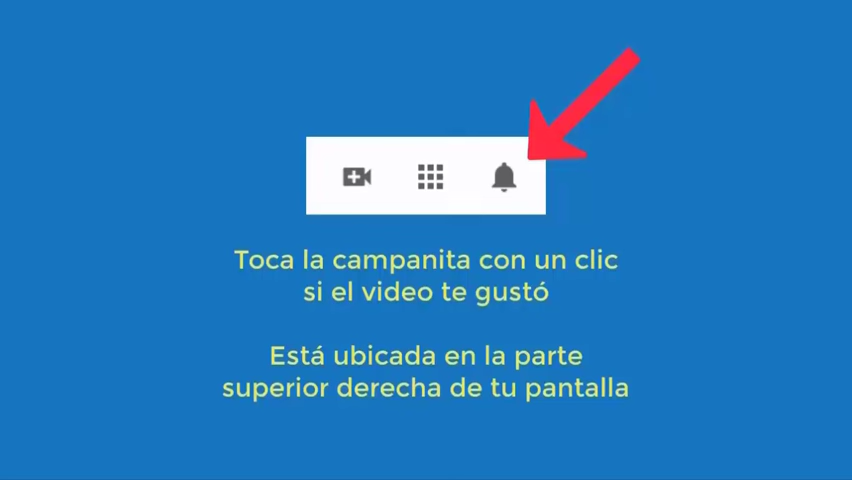 Toca la campanita con un clic
si el video te gustó
Está ubicada en la parte
superior derecha de tu pantalla